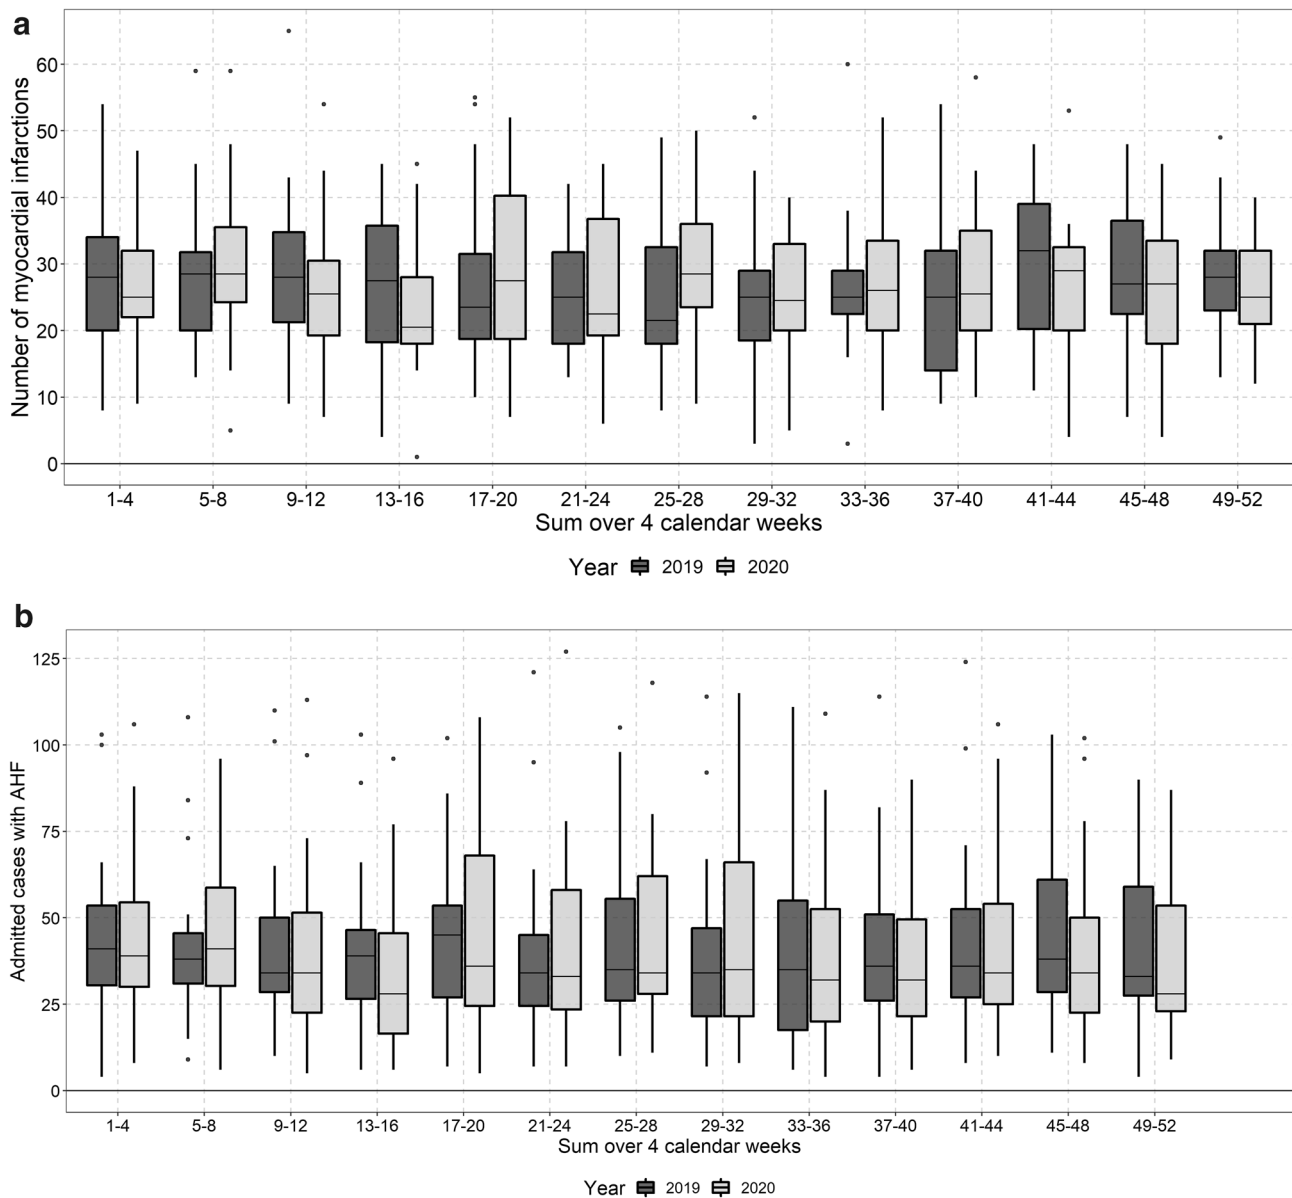 a
Number of myocardial infarctions
60
50
40
30
20
10
0
1-4 5-8 9-12 13-16 17-20 21-24 25-28 29-32 33-36 37-40 41-44 45-48 49-52
Sum over 4 calendar weeks
Year 2019 2020
b
Admitted cases with AHF
125
100
75
50
25
0
1-4 5-8 9-12 13-16 17-20 21-24 25-28 29-32 33-36 37-40 41-44 45-48 49-52
Sum over 4 calendar weeks
Year 2019 2020